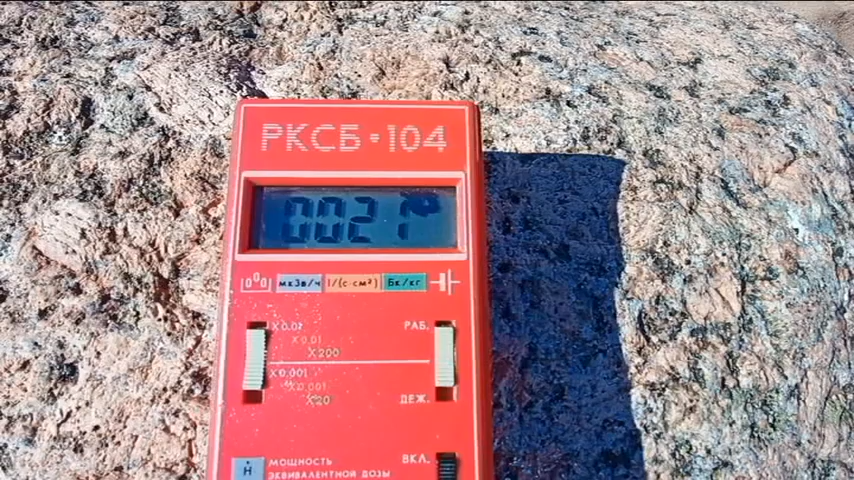 РКСБ·104
0021
мкЗв/ч 1/(с·см²) Бк/кг
X0.01 РАБ.
X0.01
X200
X0.001
X0.001
X20 ДЕЖ.
Н МОЩНОСТЬ ВКЛ.
ЭКВИВАЛЕНТНОЙ ДОЗЫ